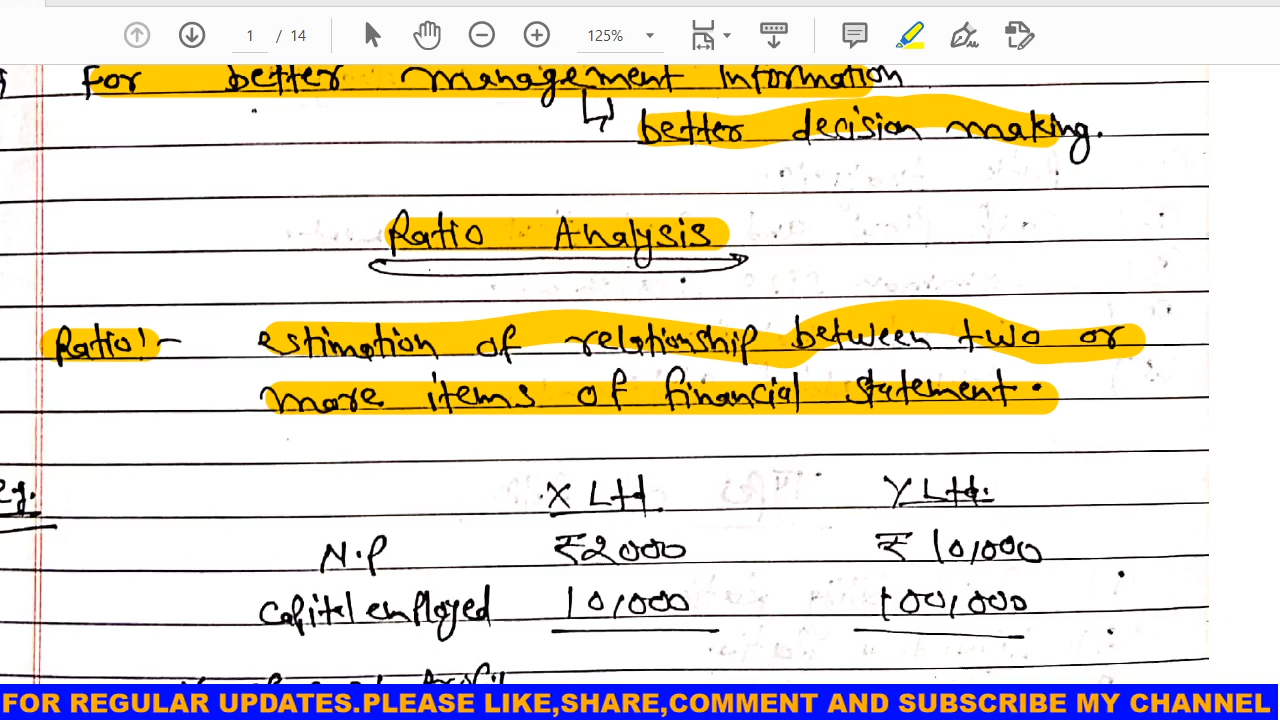 1 / 14 125%
for better management Information
better decision making.
Ratio Analysis
Ratio:- estimation of relationship between two or
more items of financial statement.
eg. X Ltd Y Ltd.
N.P ₹2000 ₹ 10,000
Capital employed 10,000 100,000
FOR REGULAR UPDATES.PLEASE LIKE,SHARE,COMMENT AND SUBSCRIBE MY CHANNEL